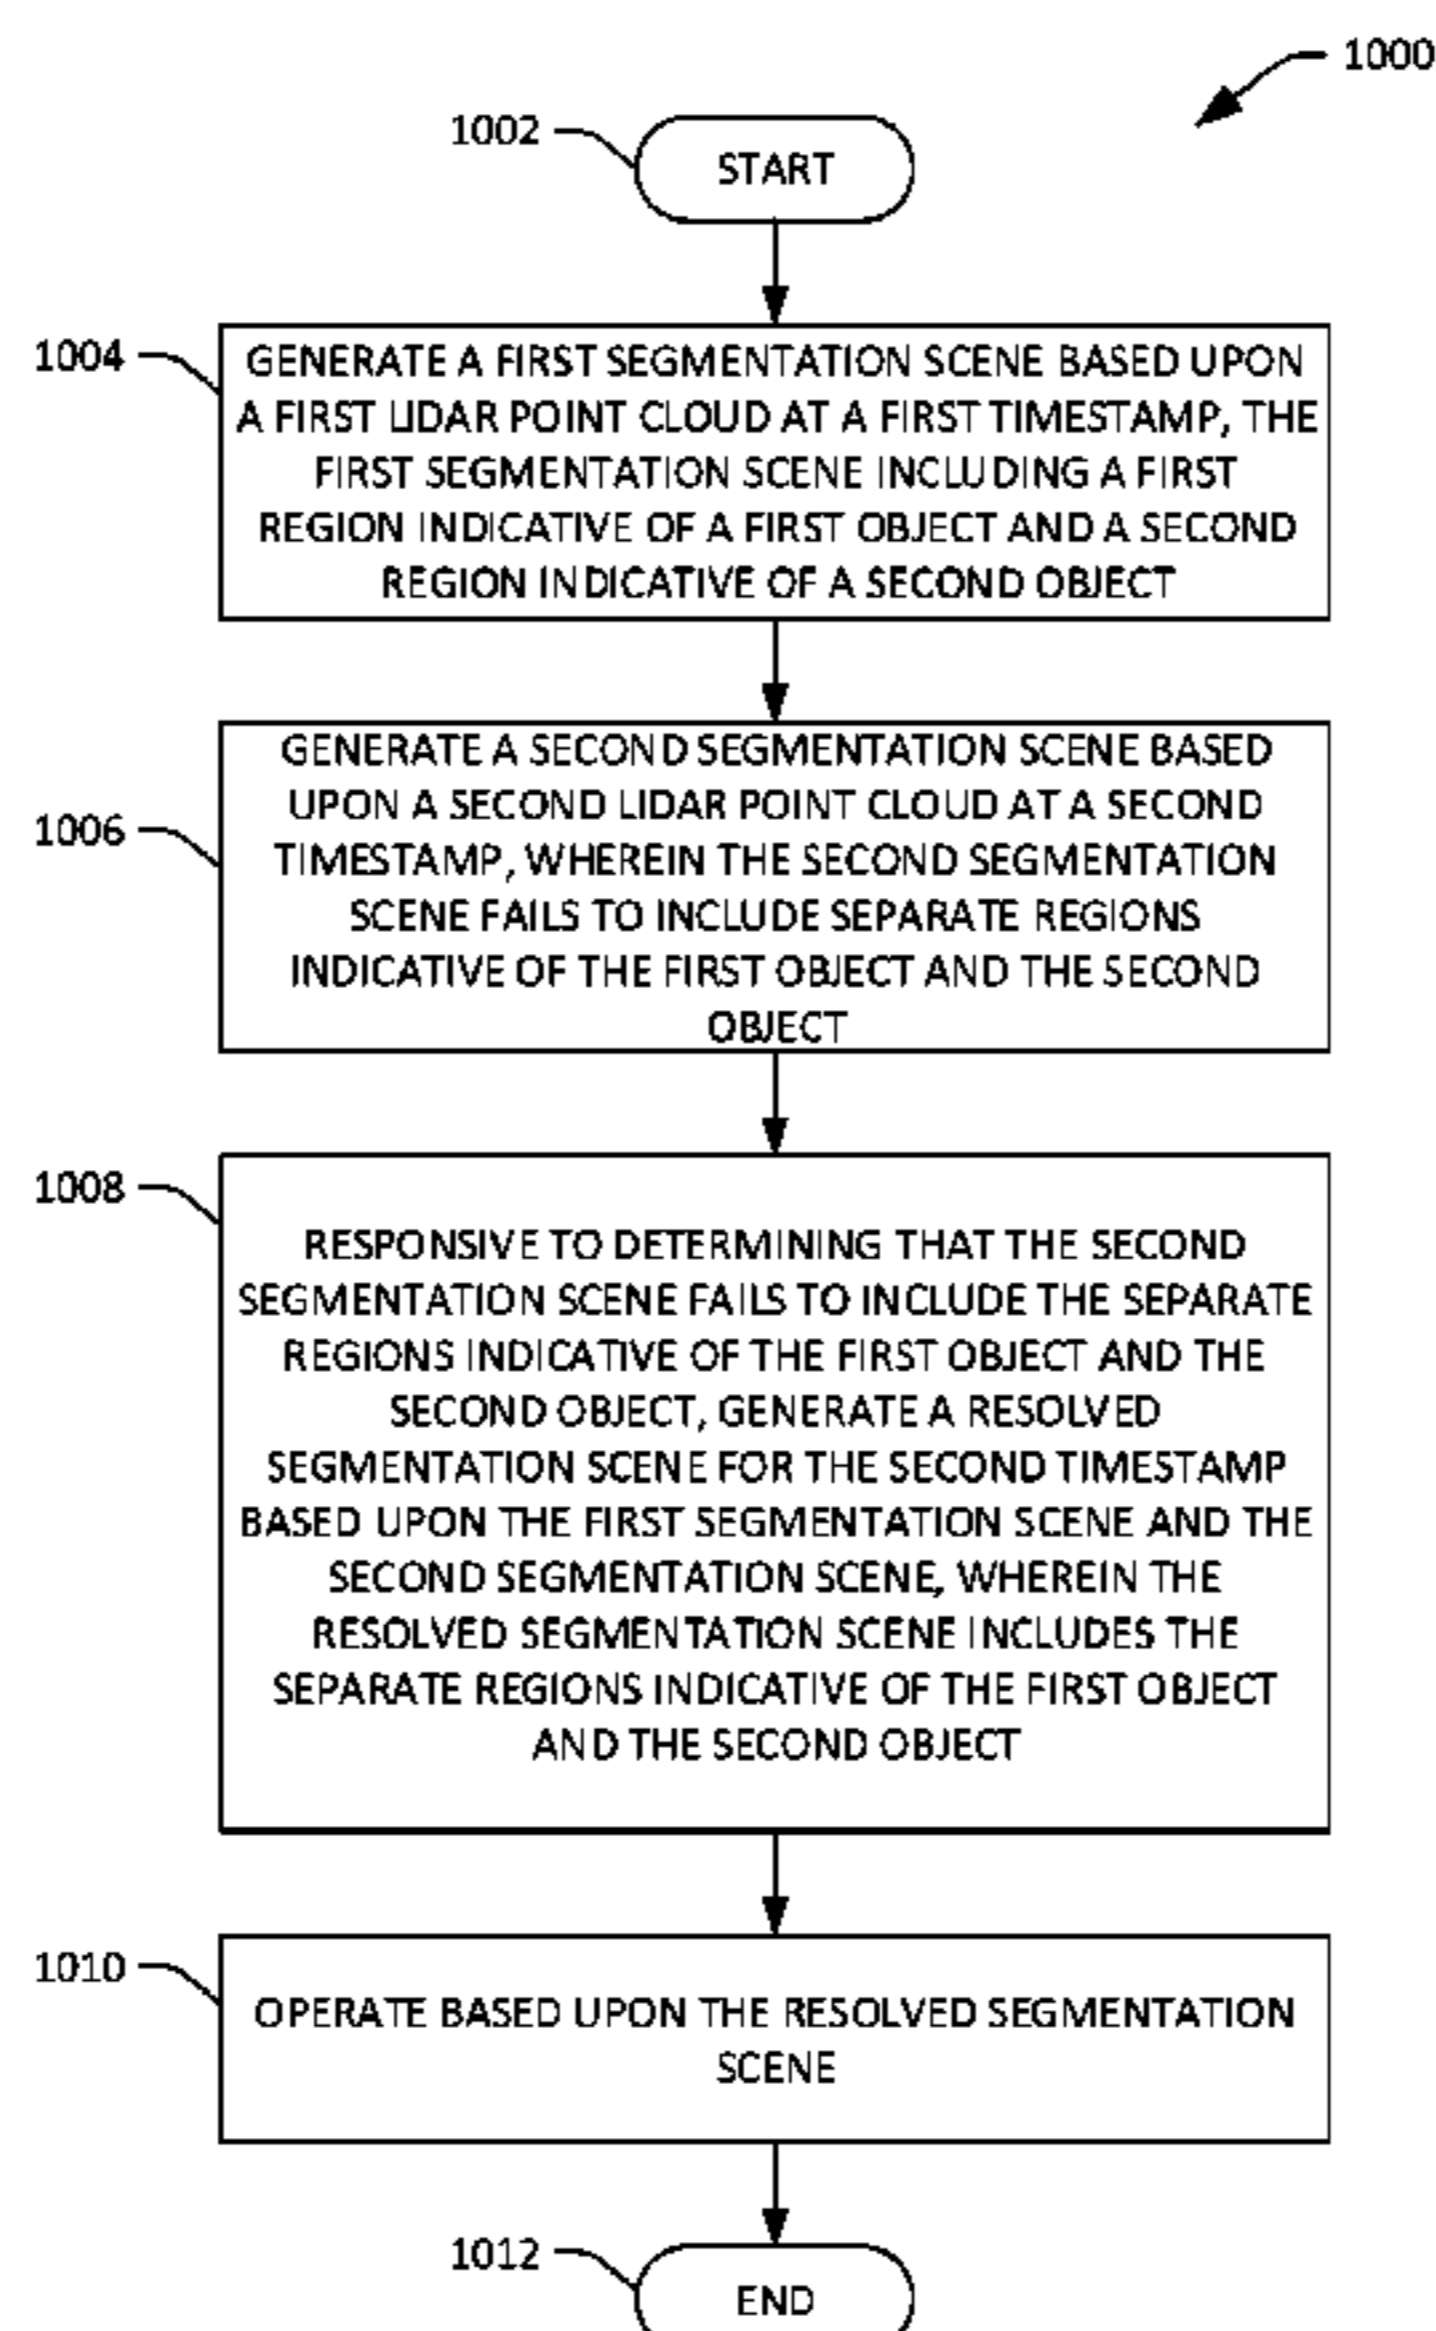 1000
1002
START
1004
GENERATE A FIRST SEGMENTATION SCENE BASED UPON
A FIRST LIDAR POINT CLOUD AT A FIRST TIMESTAMP, THE
FIRST SEGMENTATION SCENE INCLUDING A FIRST
REGION INDICATIVE OF A FIRST OBJECT AND A SECOND
REGION INDICATIVE OF A SECOND OBJECT
1006
GENERATE A SECOND SEGMENTATION SCENE BASED
UPON A SECOND LIDAR POINT CLOUD AT A SECOND
TIMESTAMP, WHEREIN THE SECOND SEGMENTATION
SCENE FAILS TO INCLUDE SEPARATE REGIONS
INDICATIVE OF THE FIRST OBJECT AND THE SECOND
OBJECT
1008
RESPONSIVE TO DETERMINING THAT THE SECOND
SEGMENTATION SCENE FAILS TO INCLUDE THE SEPARATE
REGIONS INDICATIVE OF THE FIRST OBJECT AND THE
SECOND OBJECT, GENERATE A RESOLVED
SEGMENTATION SCENE FOR THE SECOND TIMESTAMP
BASED UPON THE FIRST SEGMENTATION SCENE AND THE
SECOND SEGMENTATION SCENE, WHEREIN THE
RESOLVED SEGMENTATION SCENE INCLUDES THE
SEPARATE REGIONS INDICATIVE OF THE FIRST OBJECT
AND THE SECOND OBJECT
1010
OPERATE BASED UPON THE RESOLVED SEGMENTATION
SCENE
1012
END